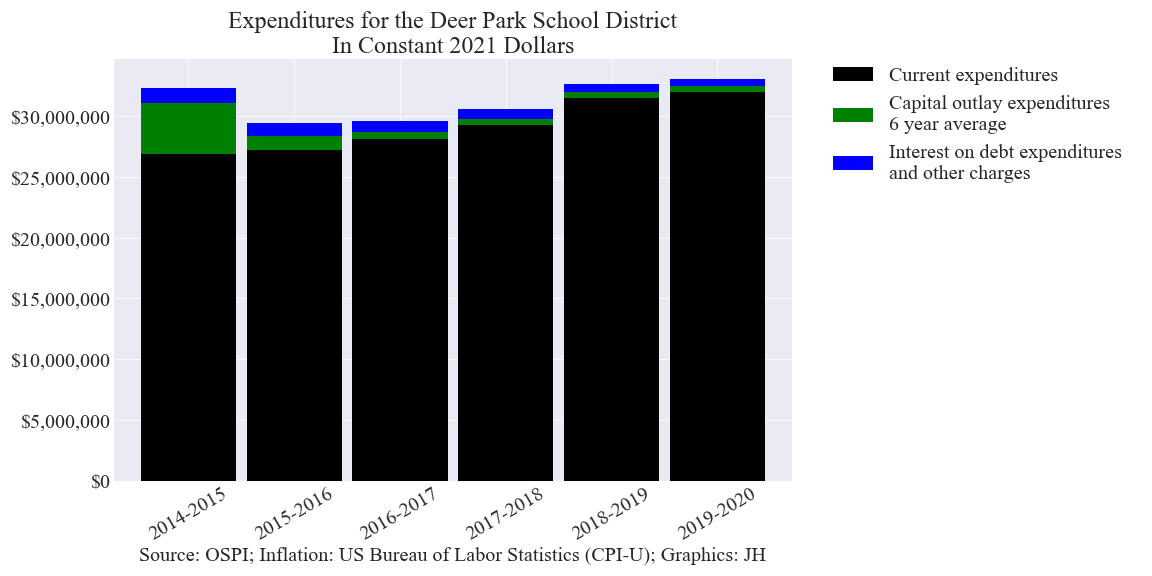 Expenditures for the Deer Park School District
In Constant 2021 Dollars
Current expenditures
Capital outlay expenditures
6 year average
Interest on debt expenditures
and other charges
$30,000,000
$25,000,000
$20,000,000
$15,000,000
$10,000,000
$5,000,000
$0
2014-2015
2015-2016
2016-2017
2017-2018
2018-2019
2019-2020
Source: OSPI; Inflation: US Bureau of Labor Statistics (CPI-U); Graphics: JH